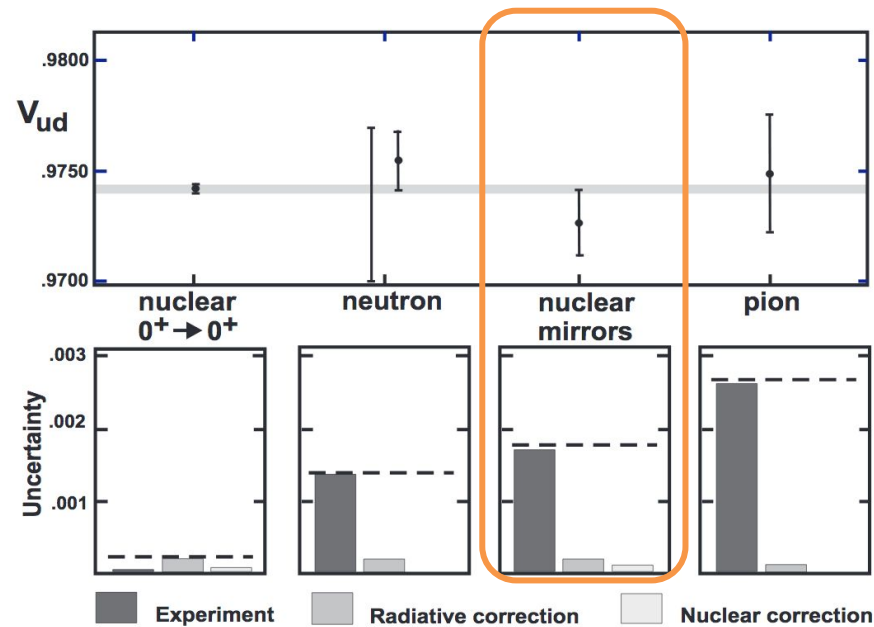 .9800
V_ud
.9750
.9700
nuclear 0⁺→0⁺
neutron
nuclear mirrors
pion
.003
.002
.001
Uncertainty
Experiment
Radiative correction
Nuclear correction